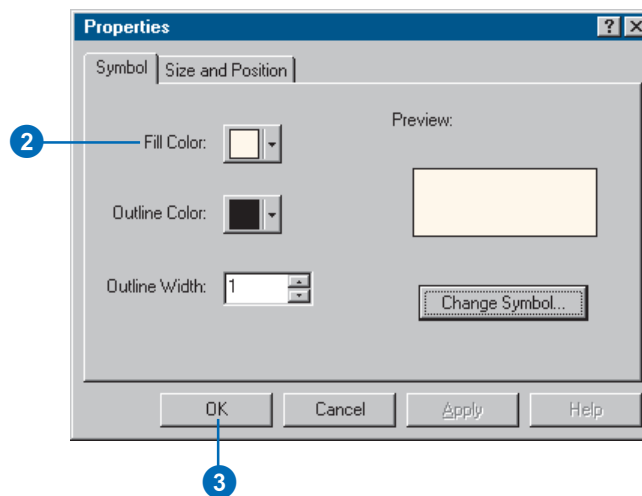 Properties
?
Symbol
Size and Position
2
Fill Color:
Preview:
Outline Color:
Outline Width:
1
Change Symbol...
OK
Cancel
Apply
Help
3